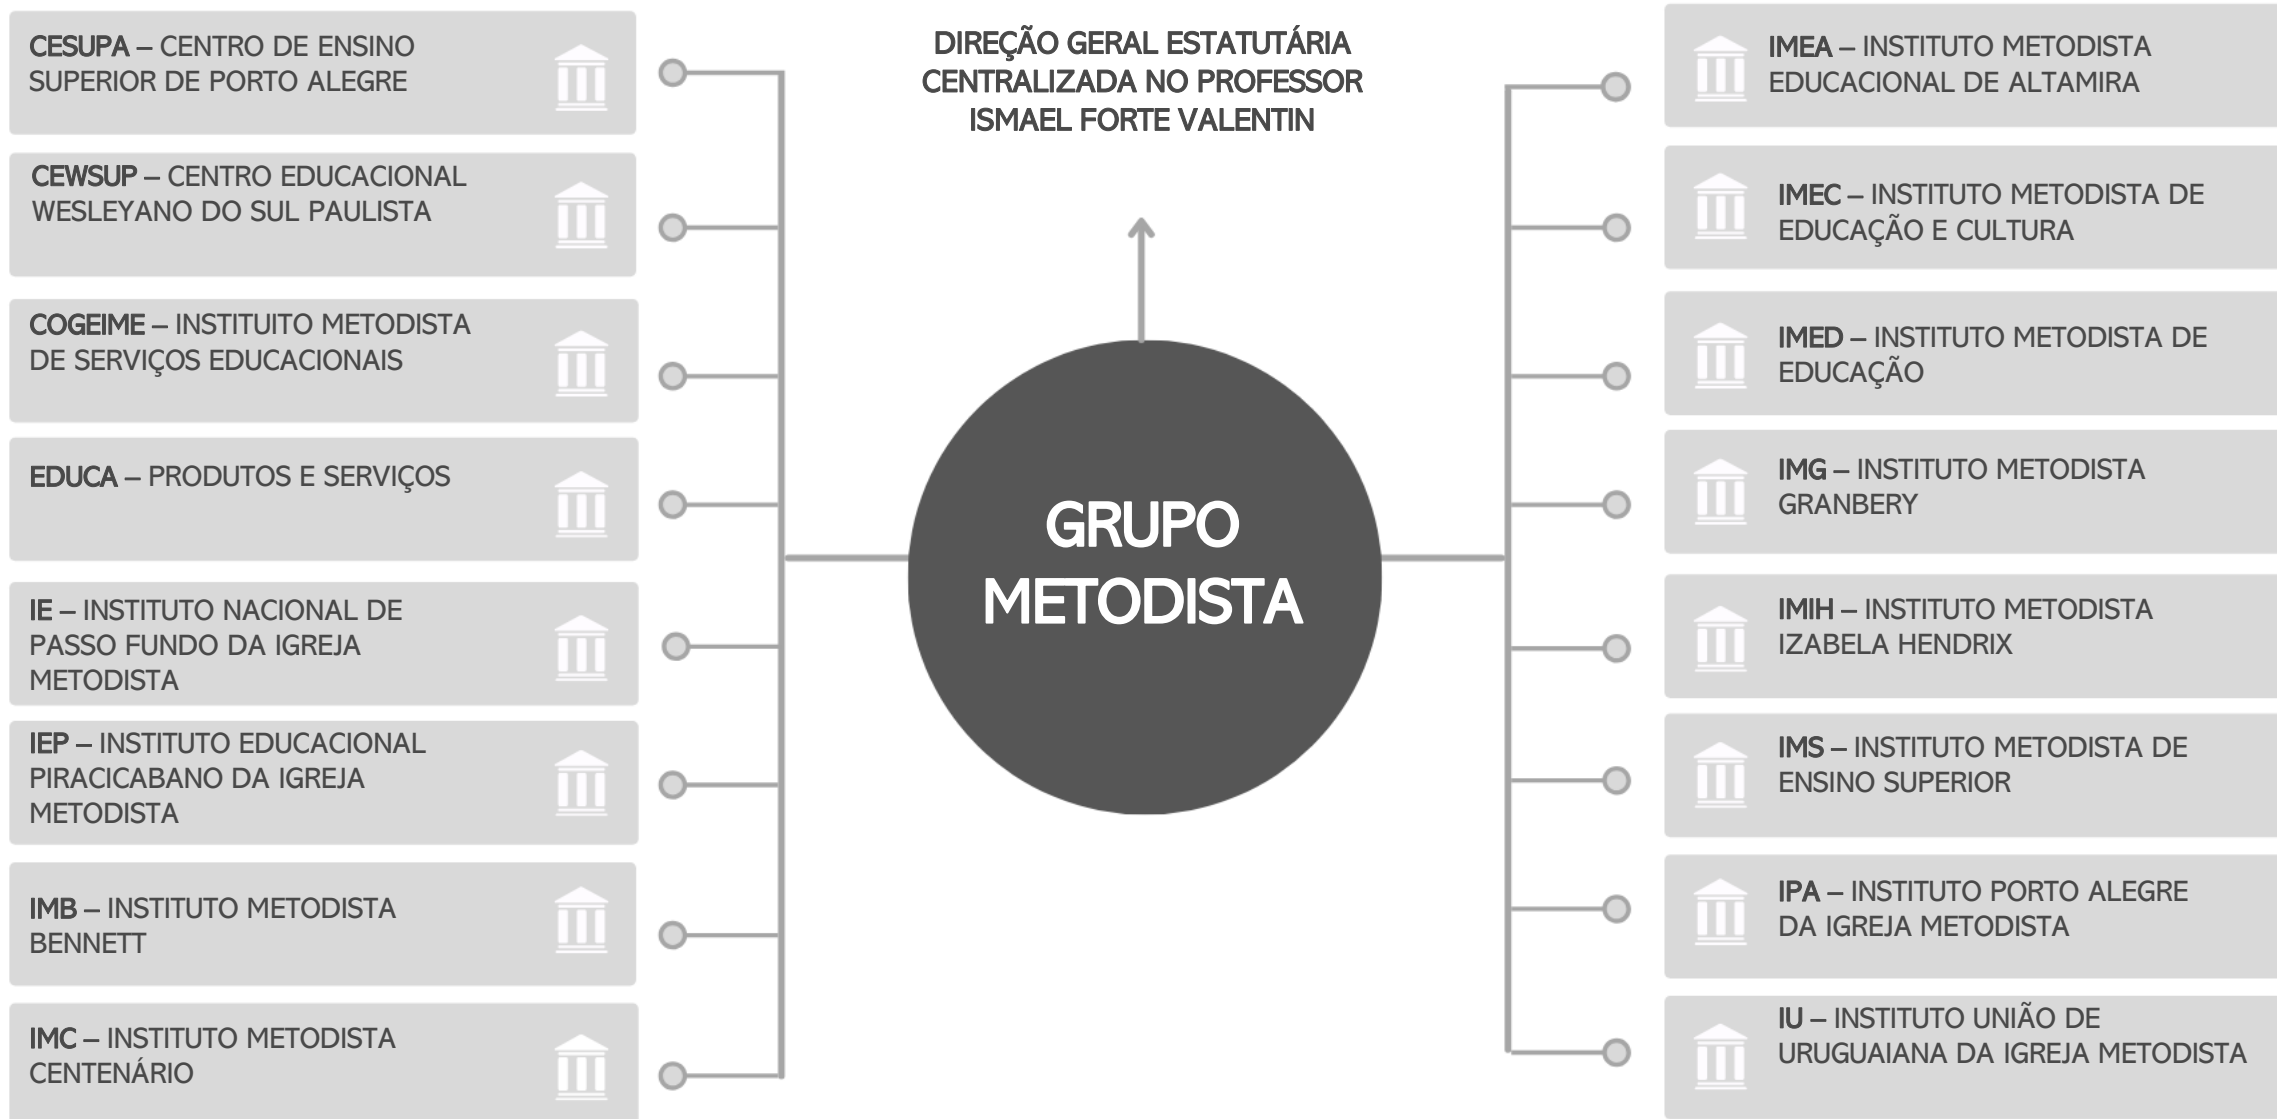 CESUPA – CENTRO DE ENSINO
SUPERIOR DE PORTO ALEGRE
CEWSUP – CENTRO EDUCACIONAL
WESLEYANO DO SUL PAULISTA
COGEIME – INSTITUITO METODISTA
DE SERVIÇOS EDUCACIONAIS
EDUCA – PRODUTOS E SERVIÇOS
IE – INSTITUTO NACIONAL DE
PASSO FUNDO DA IGREJA
METODISTA
IEP – INSTITUTO EDUCACIONAL
PIRACICABANO DA IGREJA
METODISTA
IMB – INSTITUTO METODISTA
BENNETT
IMC – INSTITUTO METODISTA
CENTENÁRIO
DIREÇÃO GERAL ESTATUTÁRIA
CENTRALIZADA NO PROFESSOR
ISMAEL FORTE VALENTIN
GRUPO
METODISTA
IMEA – INSTITUTO METODISTA
EDUCACIONAL DE ALTAMIRA
IMEC – INSTITUTO METODISTA DE
EDUCAÇÃO E CULTURA
IMED – INSTITUTO METODISTA DE
EDUCAÇÃO
IMG – INSTITUTO METODISTA
GRANBERY
IMIH – INSTITUTO METODISTA
IZABELA HENDRIX
IMS – INSTITUTO METODISTA DE
ENSINO SUPERIOR
IPA – INSTITUTO PORTO ALEGRE
DA IGREJA METODISTA
IU – INSTITUTO UNIÃO DE
URUGUAIANA DA IGREJA METODISTA